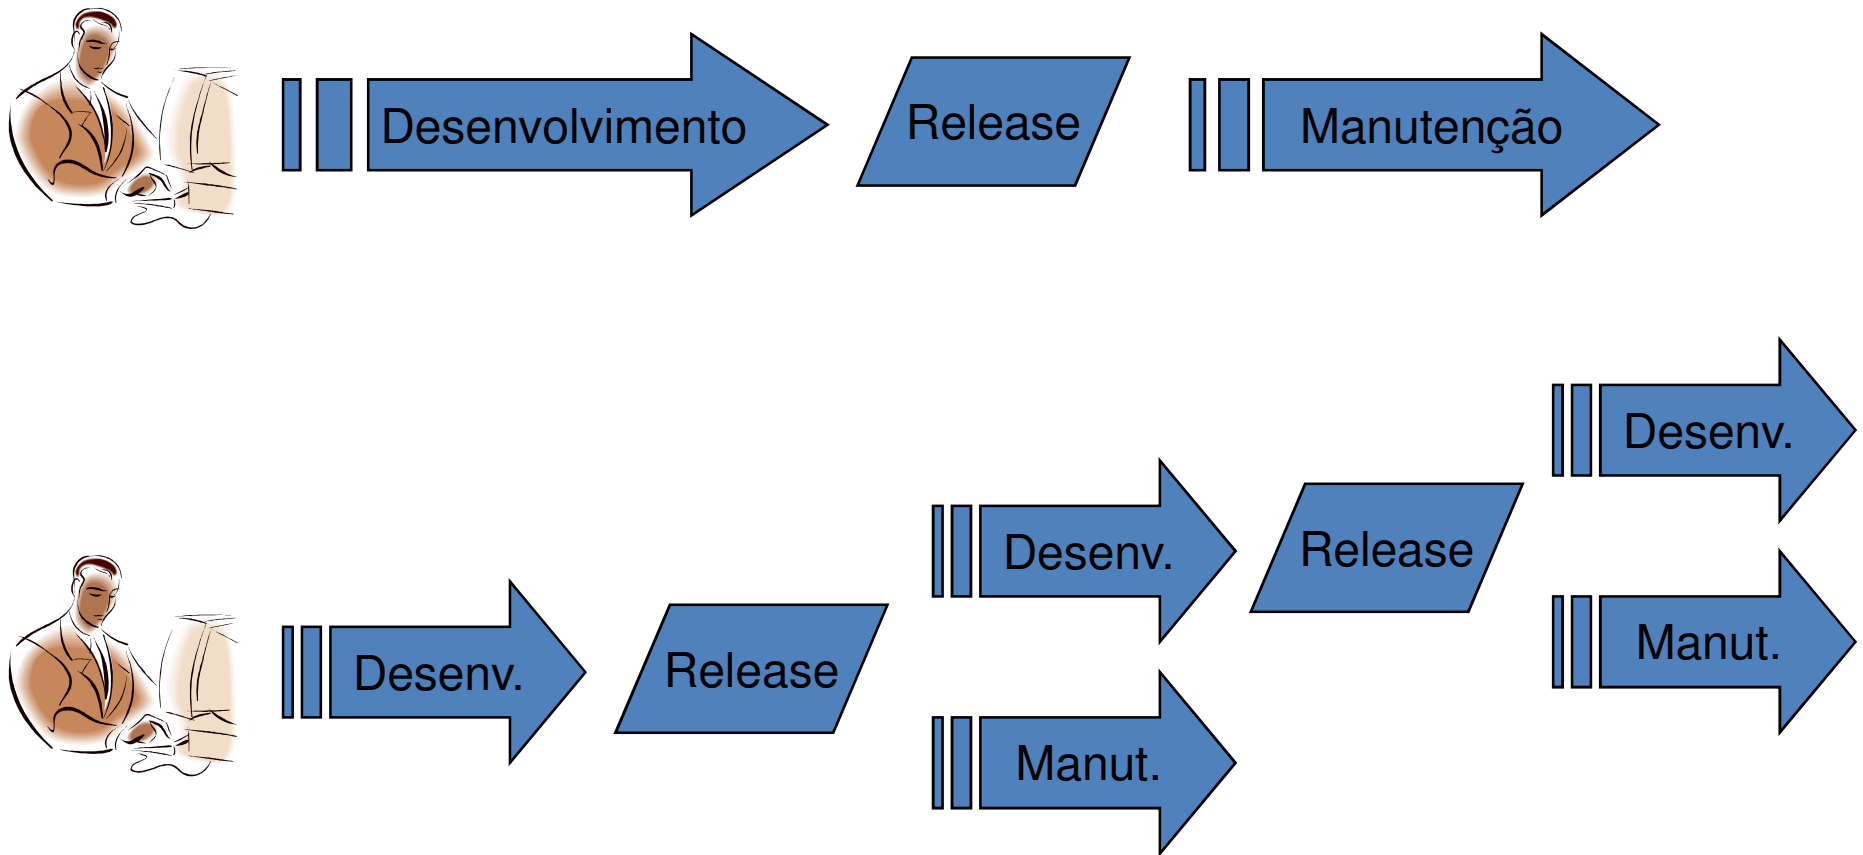 Desenvolvimento
Release
Manutenção
Desenv.
Release
Desenv.
Manut.
Release
Desenv.
Manut.